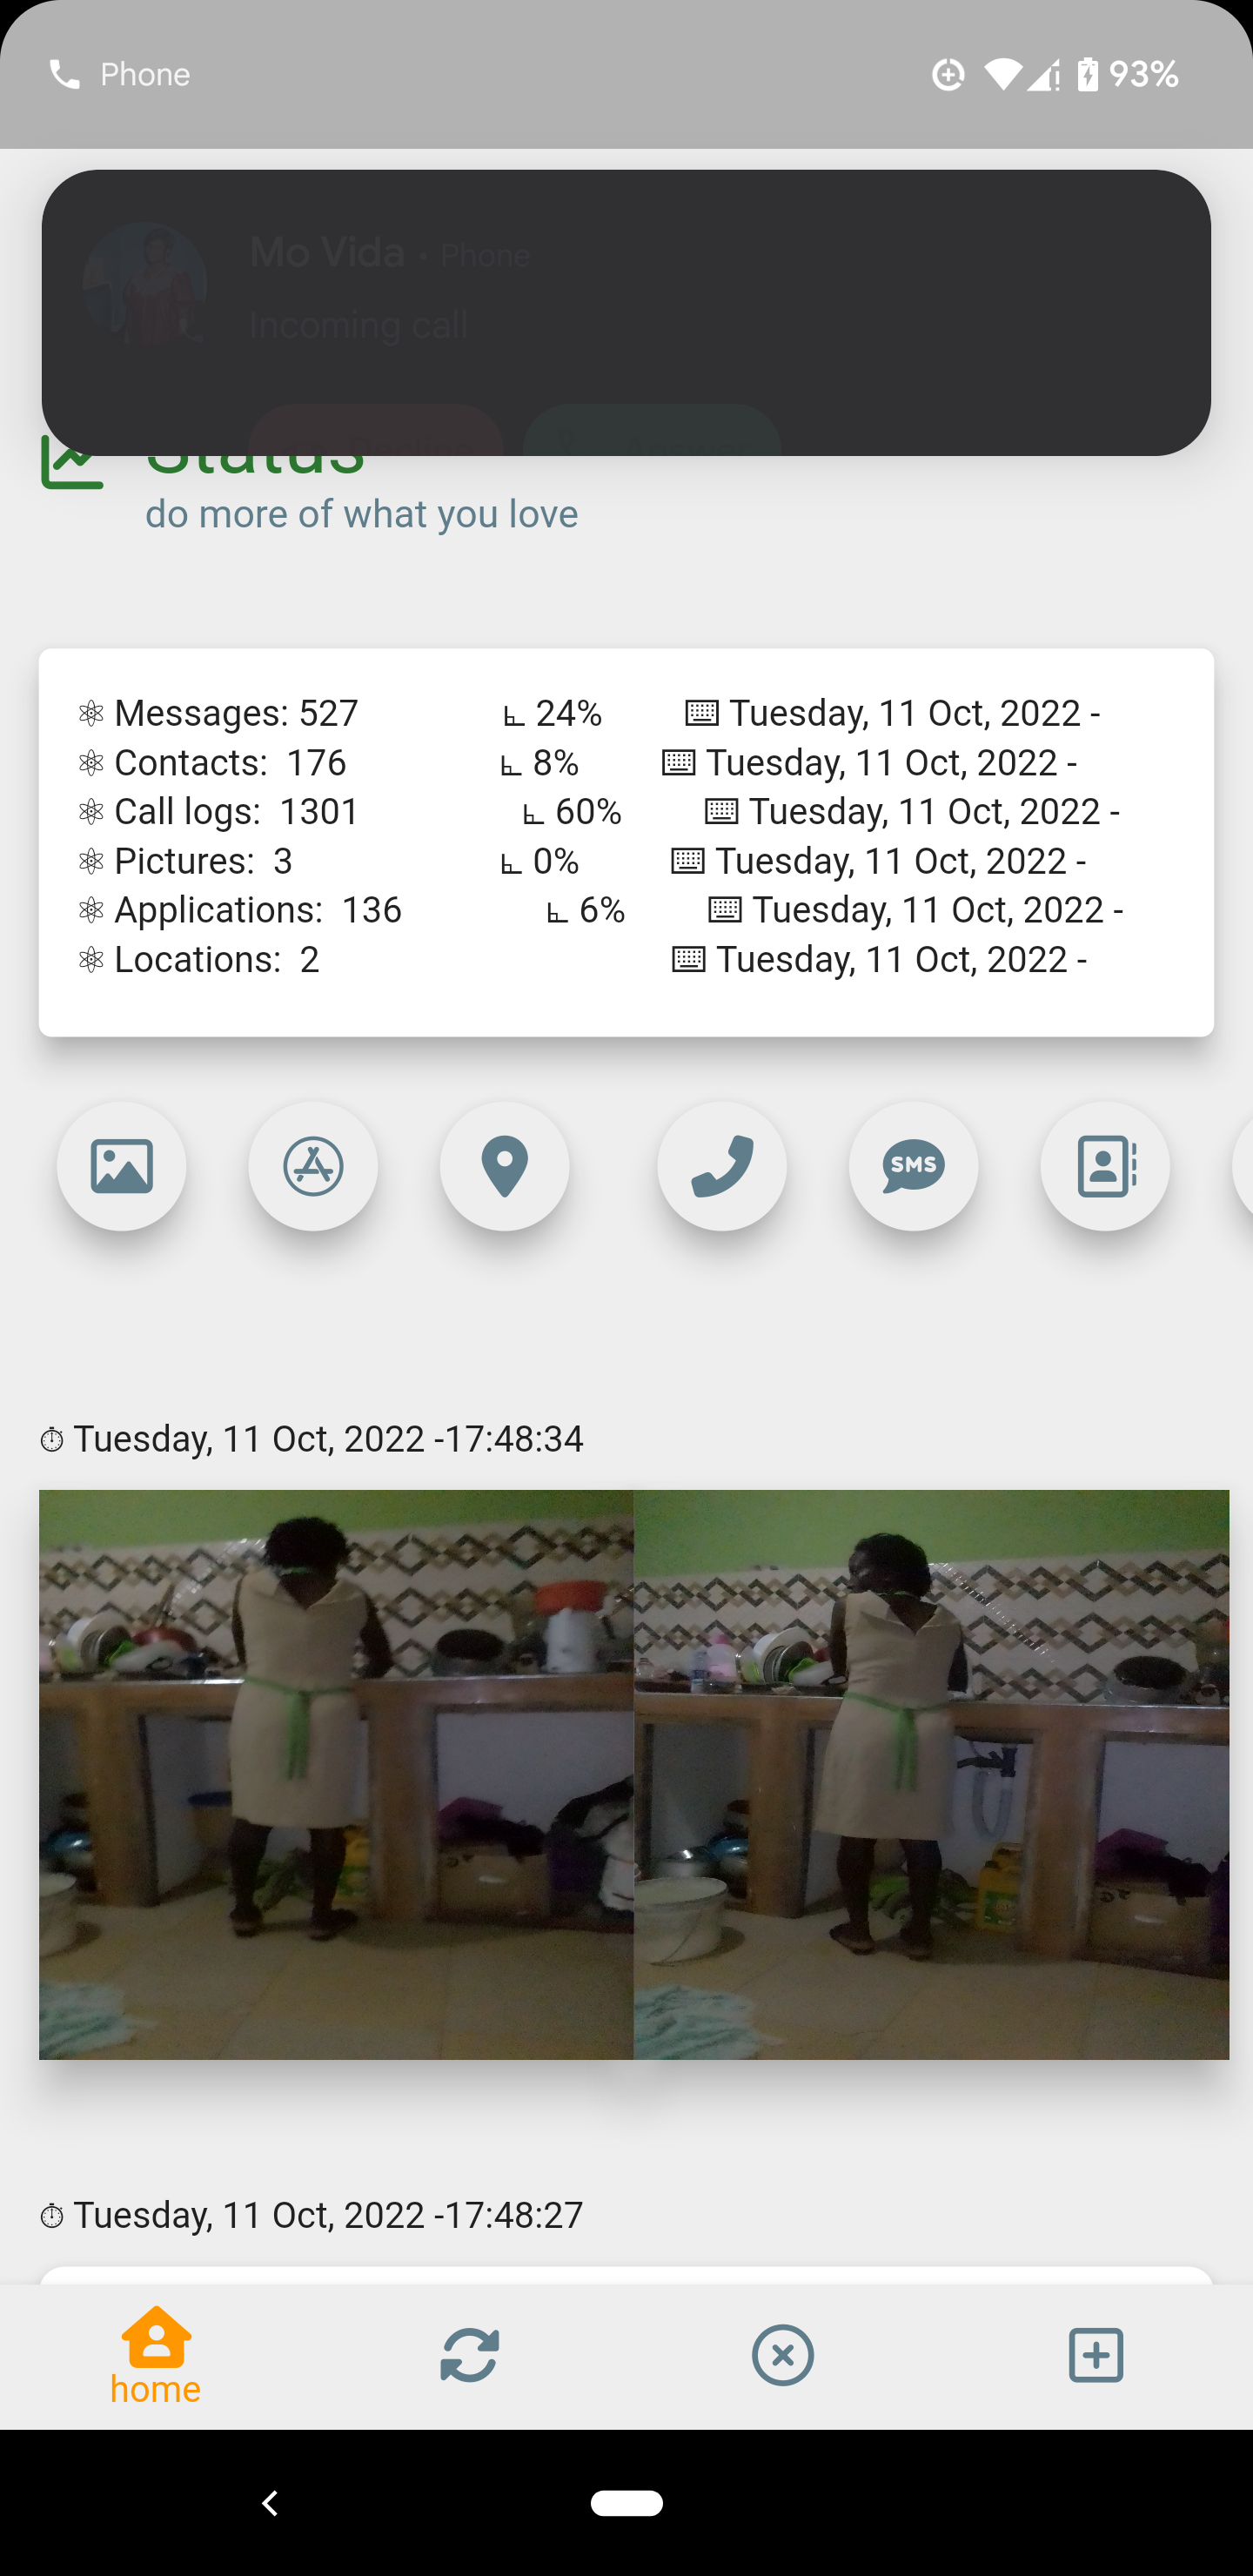 Phone 93%
Mo Vida • Phone
Incoming call
Status
do more of what you love
Messages: 527 24% Tuesday, 11 Oct, 2022 -
Contacts: 176 8% Tuesday, 11 Oct, 2022 -
Call logs: 1301 60% Tuesday, 11 Oct, 2022 -
Pictures: 3 0% Tuesday, 11 Oct, 2022 -
Applications: 136 6% Tuesday, 11 Oct, 2022 -
Locations: 2 Tuesday, 11 Oct, 2022 -
SMS
Tuesday, 11 Oct, 2022 -17:48:34
Tuesday, 11 Oct, 2022 -17:48:27
home